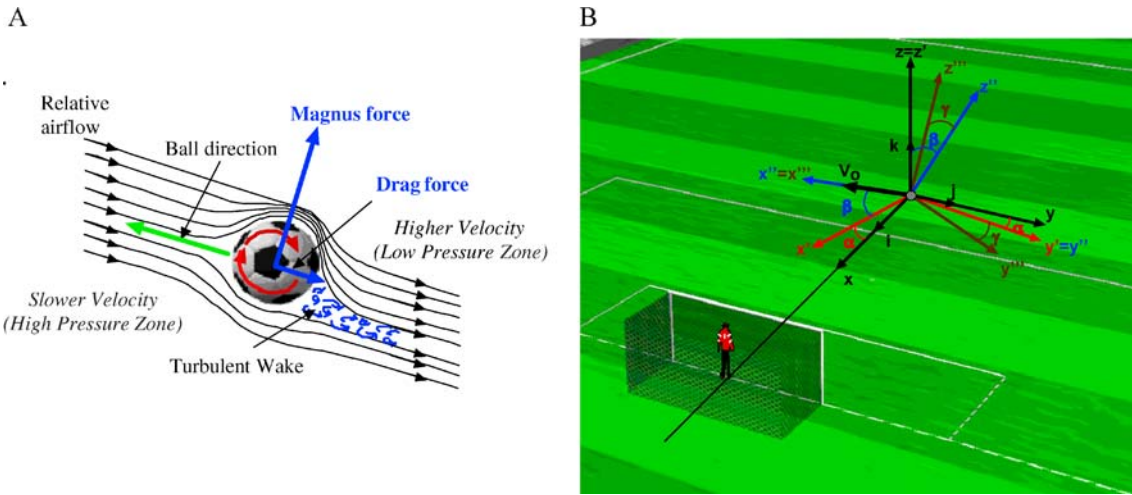 A
Relative
airflow
Ball direction
Magnus force
Drag force
Higher Velocity
(Low Pressure Zone)
Slower Velocity
(High Pressure Zone)
Turbulent Wake
B
z=z'
z'''
z''
γ
β
k
x''=x'''
V₀
j
β
y
x'
α
i
γ
α
y'=y''
y'''
x